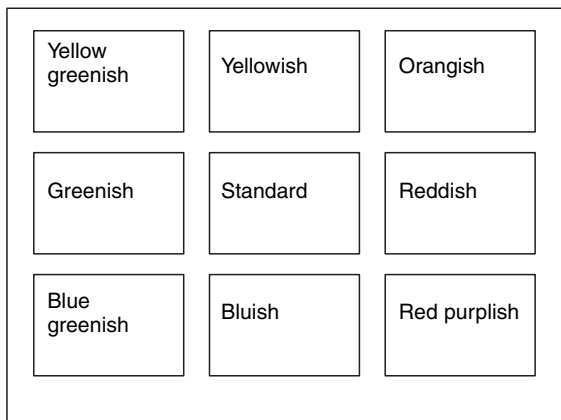 Yellow
greenish
Yellowish
Orangish
Greenish
Standard
Reddish
Blue
greenish
Bluish
Red purplish